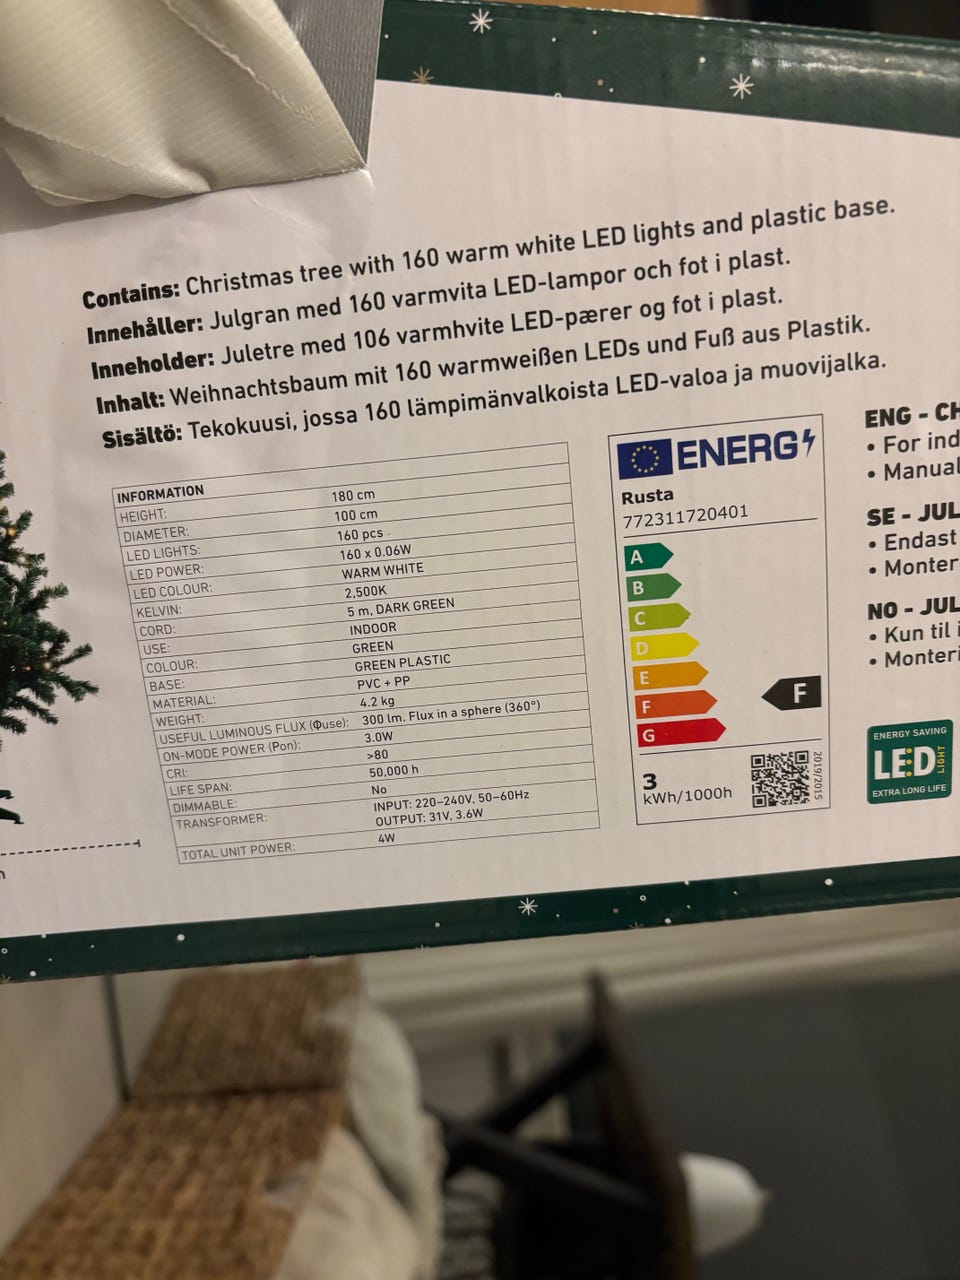 Contains: Christmas tree with 160 warm white LED lights and plastic base.
Innehåller: Julgran med 160 varmvita LED-lampor och fot i plast.
Inneholder: Juletre med 106 varmhvite LED-pærer og fot i plast.
Inhalt: Weihnachtsbaum mit 160 warmweißen LEDs und Fuß aus Plastik.
Sisältö: Tekokuusi, jossa 160 lämpimänvalkoista LED-valoa ja muovijalka.
INFORMATION
HEIGHT: 180 cm
DIAMETER: 100 cm
LED LIGHTS: 160 pcs
LED POWER: 160 x 0.06W
LED COLOUR: WARM WHITE
KELVIN: 2,500K
CORD: 5 m, DARK GREEN
USE: INDOOR
COLOUR: GREEN
BASE: GREEN PLASTIC
MATERIAL: PVC + PP
WEIGHT: 4.2 kg
USEFUL LUMINOUS FLUX (Φuse): 300 lm. Flux in a sphere (360°)
ON-MODE POWER (Pon): 3.0W
CRI: >80
LIFE SPAN: 50,000 h
DIMMABLE: No
TRANSFORMER: INPUT: 220–240V, 50–60Hz
OUTPUT: 31V, 3.6W
TOTAL UNIT POWER: 4W
ENERG
Rusta
772311720401
A
B
C
D
E
F
G
F
3
kWh/1000h
2019/2015
ENG - CH
• For ind
• Manual
SE - JUL
• Endast
• Monter
NO - JUL
• Kun til i
• Monteri
ENERGY SAVING
LED LIGHT
EXTRA LONG LIFE